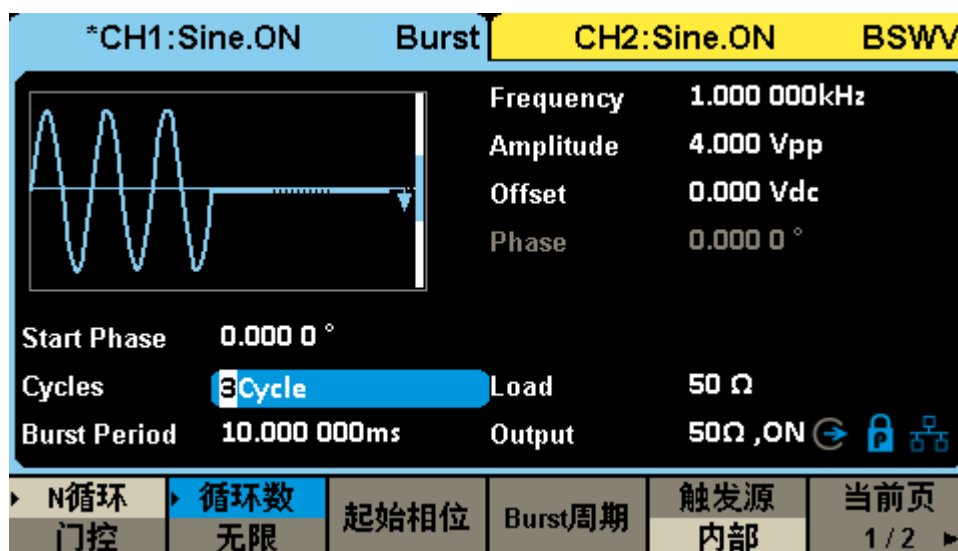 *CH1:Sine.ON Burst CH2:Sine.ON BSWV
Frequency 1.000 000kHz
Amplitude 4.000 Vpp
Offset 0.000 Vdc
Phase 0.000 0 °
Start Phase 0.000 0 °
Cycles 3Cycle Load 50 Ω
Burst Period 10.000 000ms Output 50Ω ,ON
N循环 循环数 起始相位 Burst周期 触发源 当前页
门控 无限 内部 1/2